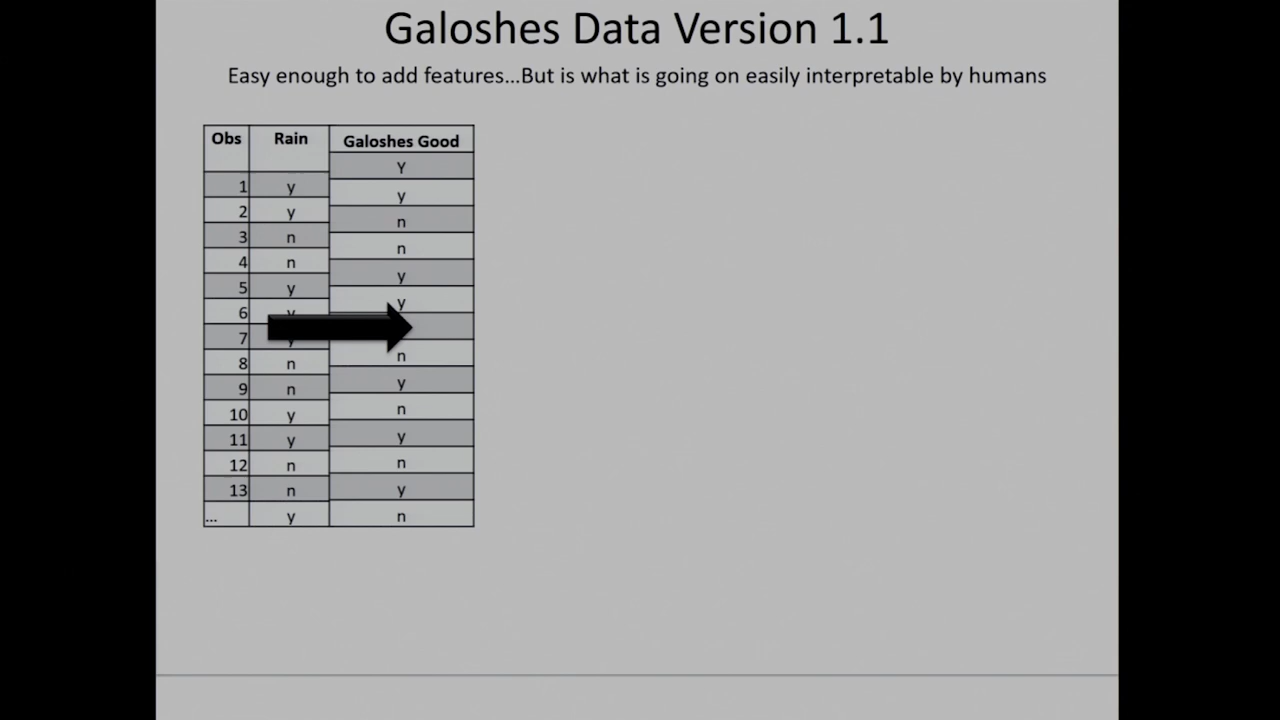 Galoshes Data Version 1.1
Easy enough to add features...But is what is going on easily interpretable by humans
Obs Rain Galoshes Good
Y
1 y y
2 y n
3 n n
4 n y
5 y y
6
7 n
8 n y
9 n n
10 y y
11 y n
12 n y
13 n n
... y